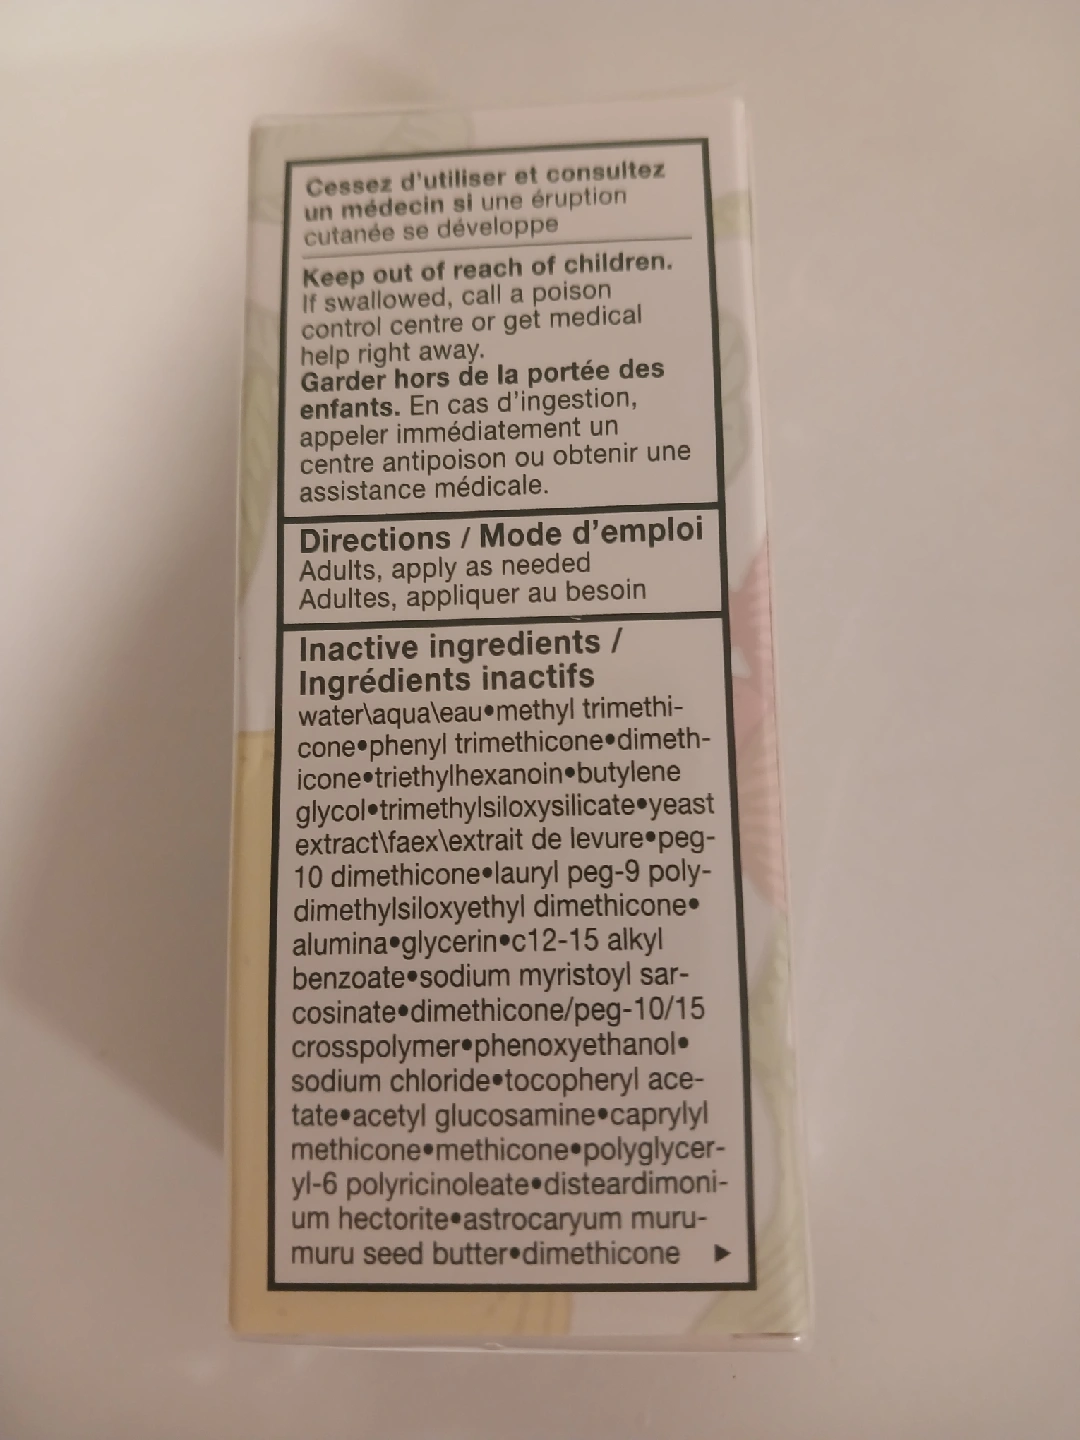 Cessez d'utiliser et consultez
un médecin si une éruption
cutanée se développe
Keep out of reach of children.
If swallowed, call a poison
control centre or get medical
help right away.
Garder hors de la portée des
enfants. En cas d'ingestion,
appeler immédiatement un
centre antipoison ou obtenir une
assistance médicale.
Directions / Mode d'emploi
Adults, apply as needed
Adultes, appliquer au besoin
Inactive ingredients /
Ingrédients inactifs
water\aqua\eau•methyl trimethi-
cone•phenyl trimethicone•dimeth-
icone•triethylhexanoin•butylene
glycol•trimethylsiloxysilicate•yeast
extract\faex\extrait de levure•peg-
10 dimethicone•lauryl peg-9 poly-
dimethylsiloxyethyl dimethicone•
alumina•glycerin•c12-15 alkyl
benzoate•sodium myristoyl sar-
cosinate•dimethicone/peg-10/15
crosspolymer•phenoxyethanol•
sodium chloride•tocopheryl ace-
tate•acetyl glucosamine•caprylyl
methicone•methicone•polyglycer-
yl-6 polyricinoleate•disteardimoni-
um hectorite•astrocaryum muru-
muru seed butter•dimethicone ►